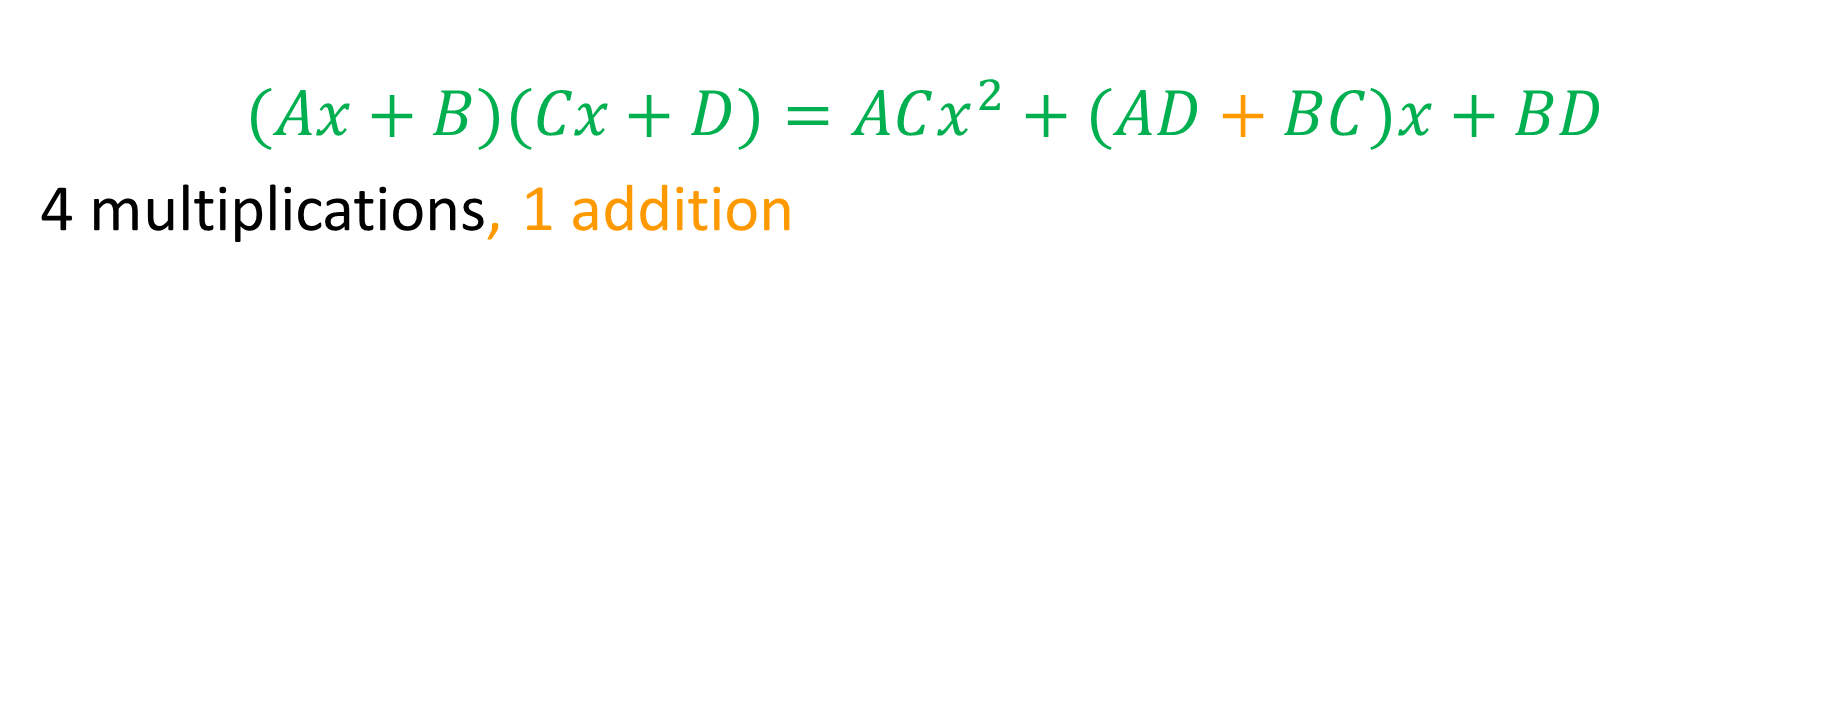 (Ax + B)(Cx + D) = ACx² + (AD + BC)x + BD
4 multiplications, 1 addition